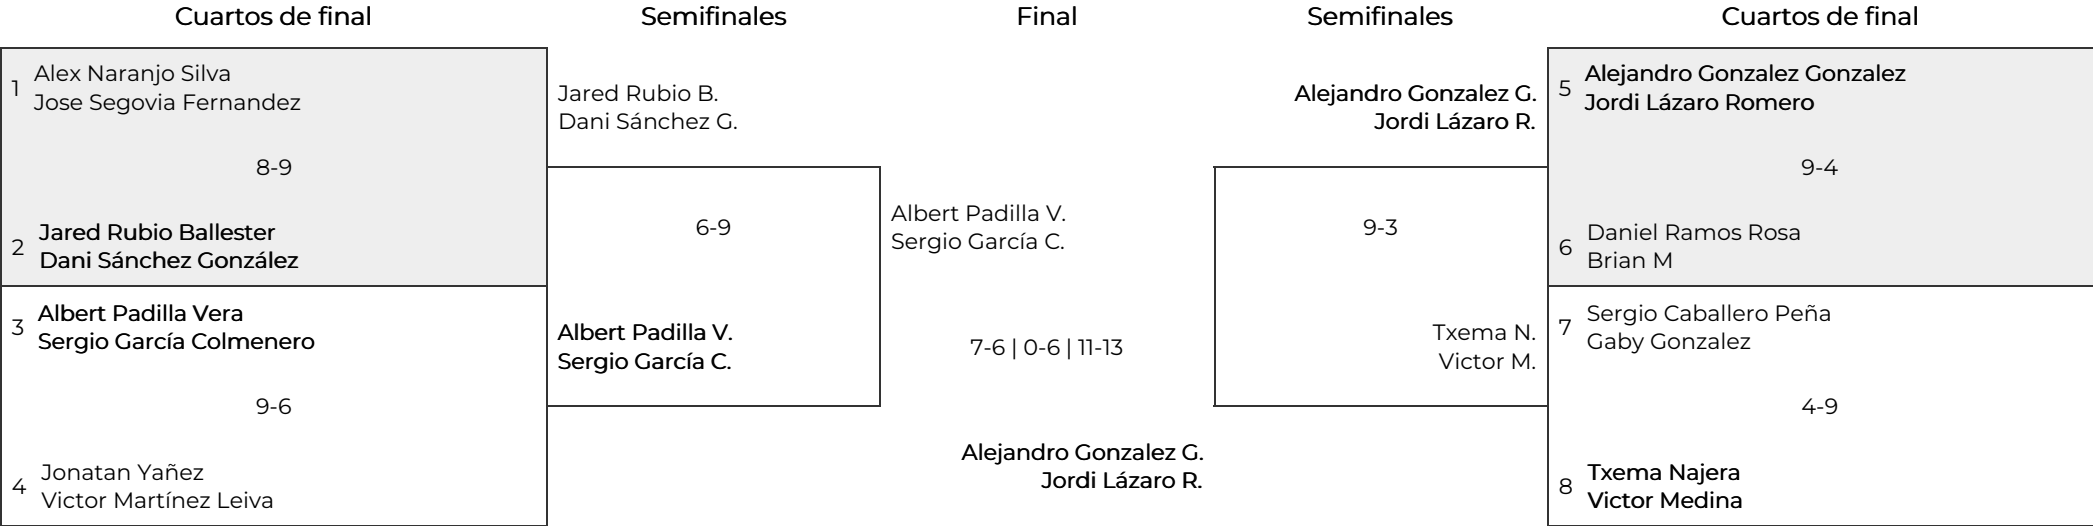 Cuartos de final
Semifinales
Final
Semifinales
Cuartos de final
1
Alex Naranjo Silva
Jose Segovia Fernandez
8-9
2
Jared Rubio Ballester
Dani Sánchez González
3
Albert Padilla Vera
Sergio García Colmenero
9-6
4
Jonatan Yañez
Victor Martínez Leiva
Jared Rubio B.
Dani Sánchez G.
6-9
Albert Padilla V.
Sergio García C.
Albert Padilla V.
Sergio García C.
7-6 | 0-6 | 11-13
Alejandro Gonzalez G.
Jordi Lázaro R.
Alejandro Gonzalez G.
Jordi Lázaro R.
9-3
Txema N.
Victor M.
5
Alejandro Gonzalez Gonzalez
Jordi Lázaro Romero
9-4
6
Daniel Ramos Rosa
Brian M
7
Sergio Caballero Peña
Gaby Gonzalez
4-9
8
Txema Najera
Victor Medina